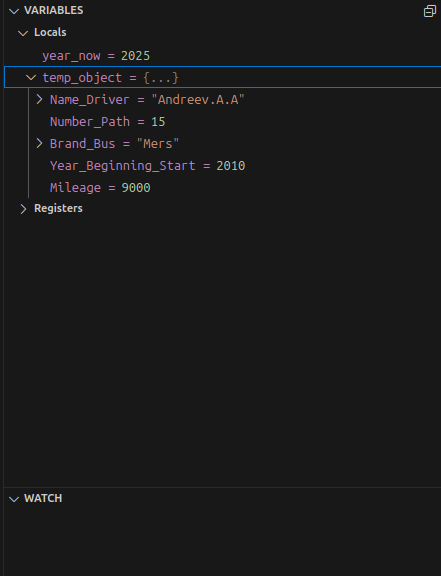 VARIABLES
Locals
year_now = 2025
temp_object = {...}
Name_Driver = "Andreev.A.A"
Number_Path = 15
Brand_Bus = "Mers"
Year_Beginning_Start = 2010
Mileage = 9000
Registers
WATCH